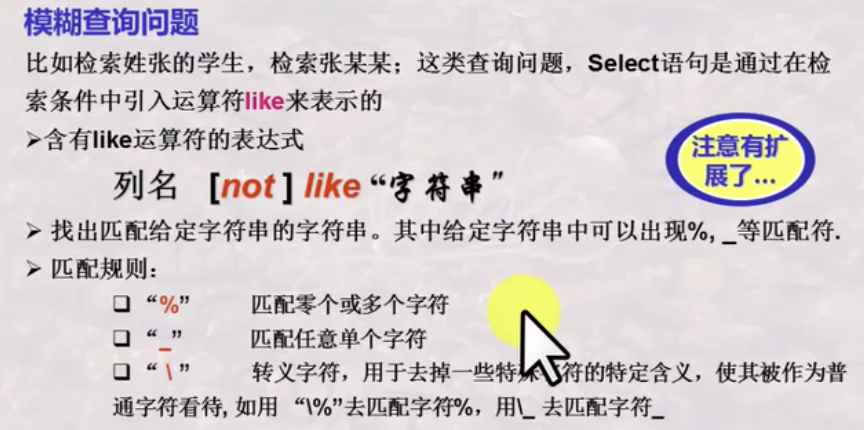 模糊查询问题
比如检索姓张的学生，检索张某某；这类查询问题，Select语句是通过在检
索条件中引入运算符like来表示的
➢含有like运算符的表达式
列名 [not ] like “字符串”
注意有扩
展了...
➢ 找出匹配给定字符串的字符串。其中给定字符串中可以出现%, _等匹配符.
➢ 匹配规则：
❑ “%” 匹配零个或多个字符
❑ “_” 匹配任意单个字符
❑ “ \ ” 转义字符，用于去掉一些特殊字符的特定含义，使其被作为普
通字符看待, 如用 “\%”去匹配字符%，用\_ 去匹配字符_